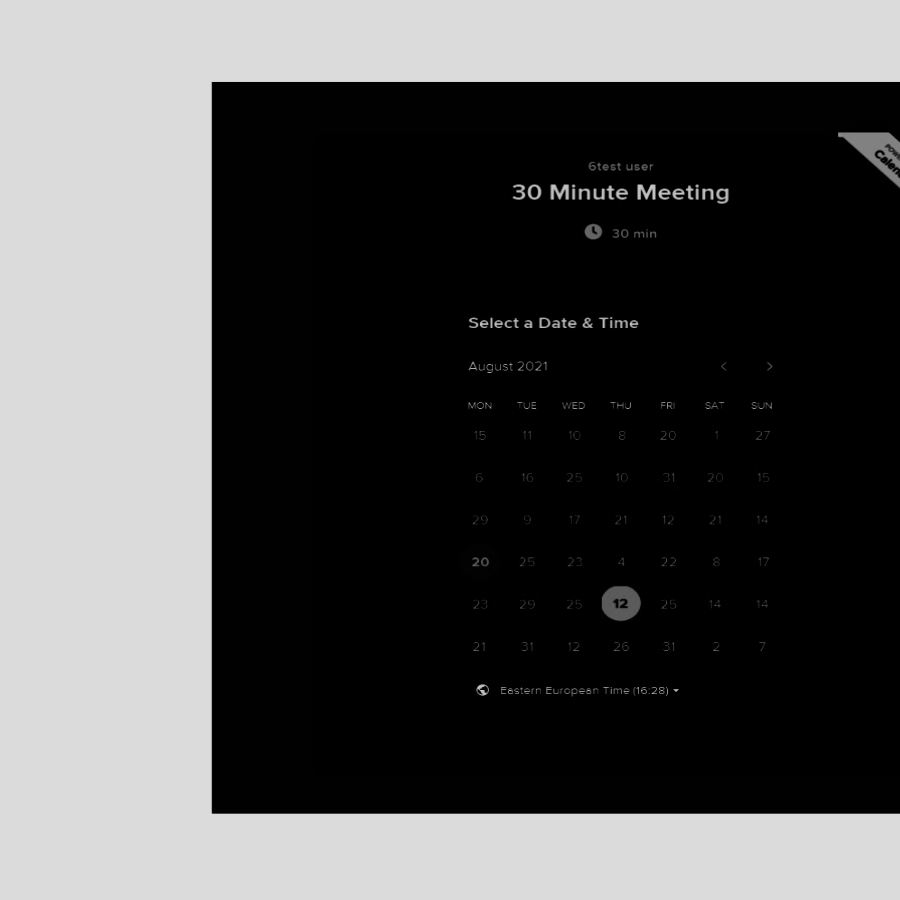 6test user
30 Minute Meeting
30 min
Select a Date & Time
August 2021
MON TUE WED THU FRI SAT SUN
15 11 10 8 20 1 27
6 16 25 10 31 20 15
29 9 17 21 12 21 14
20 25 23 4 22 8 17
23 29 25 12 25 14 14
21 31 12 26 31 2 7
Eastern European Time (16:28)